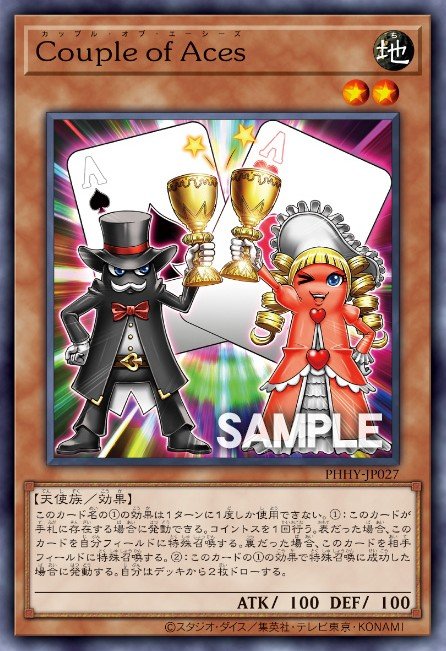 カップル・オブ・エーシーズ
Couple of Aces
ち
地
A
A
SAMPLE
PHHY-JP027
【天使族／効果】
このカード名の①の効果は1ターンに1度しか使用できない。①：このカードが
手札に存在する場合に発動できる。コイントスを1回行う。表だった場合、この
カードを自分フィールドに特殊召喚する。裏だった場合、このカードを相手
フィールドに特殊召喚する。②：このカードの①の効果で特殊召喚に成功した
場合に発動する。自分はデッキから2枚ドローする。
ATK/ 100 DEF/ 100
©スタジオ・ダイス／集英社・テレビ東京・KONAMI